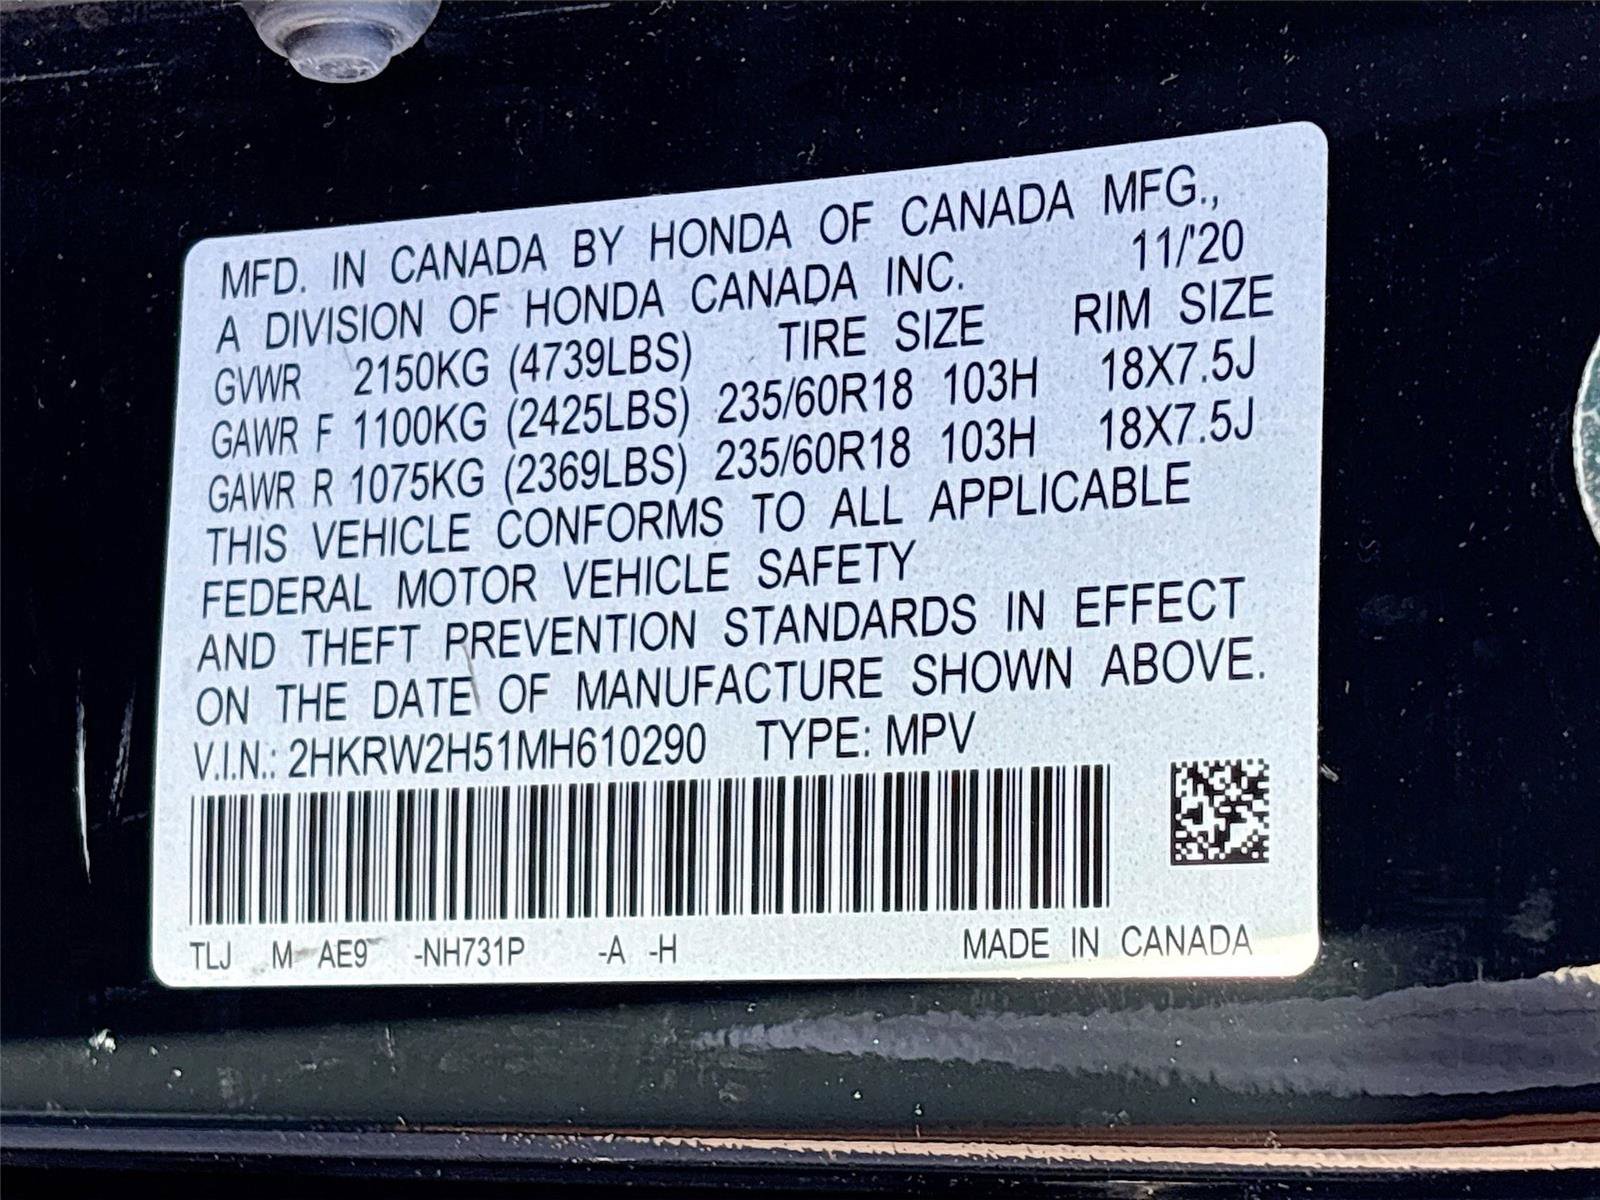 MFD. IN CANADA BY HONDA OF CANADA MFG.,
A DIVISION OF HONDA CANADA INC. 11/'20
GVWR 2150KG (4739LBS) TIRE SIZE RIM SIZE
GAWR F 1100KG (2425LBS) 235/60R18 103H 18X7.5J
GAWR R 1075KG (2369LBS) 235/60R18 103H 18X7.5J
THIS VEHICLE CONFORMS TO ALL APPLICABLE
FEDERAL MOTOR VEHICLE SAFETY
AND THEFT PREVENTION STANDARDS IN EFFECT
ON THE DATE OF MANUFACTURE SHOWN ABOVE.
V.I.N.: 2HKRW2H51MH610290 TYPE: MPV
TLJ M AE9 -NH731P -A -H MADE IN CANADA